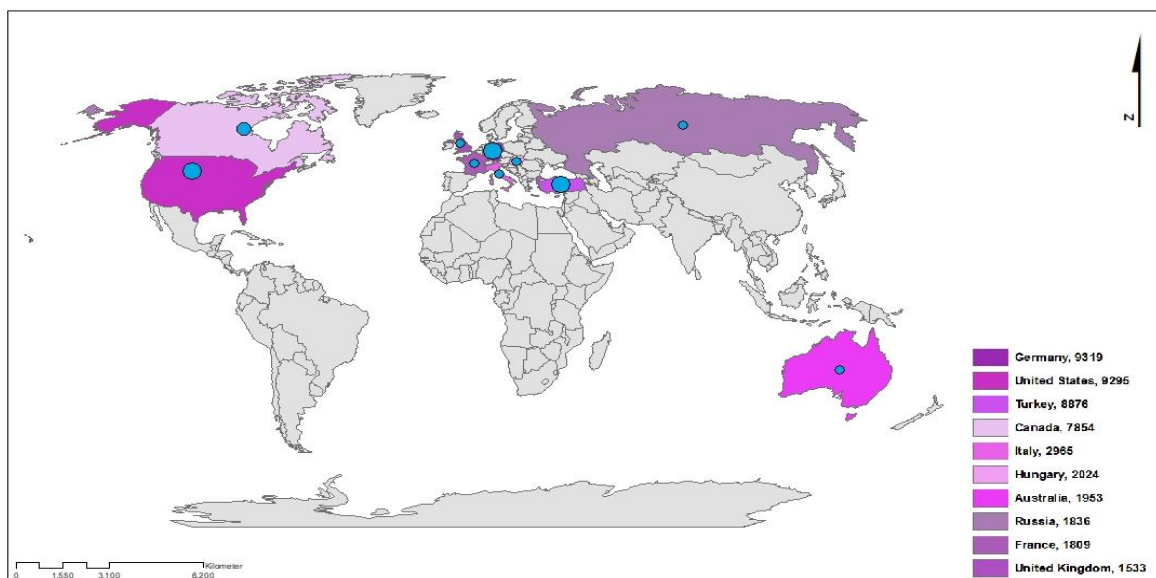 N
Germany, 9319
United States, 9295
Turkey, 8876
Canada, 7854
Italy, 2965
Hungary, 2024
Australia, 1953
Russia, 1836
France, 1809
United Kingdom, 1533
Kilometer
0 1.550 3.100 6.200